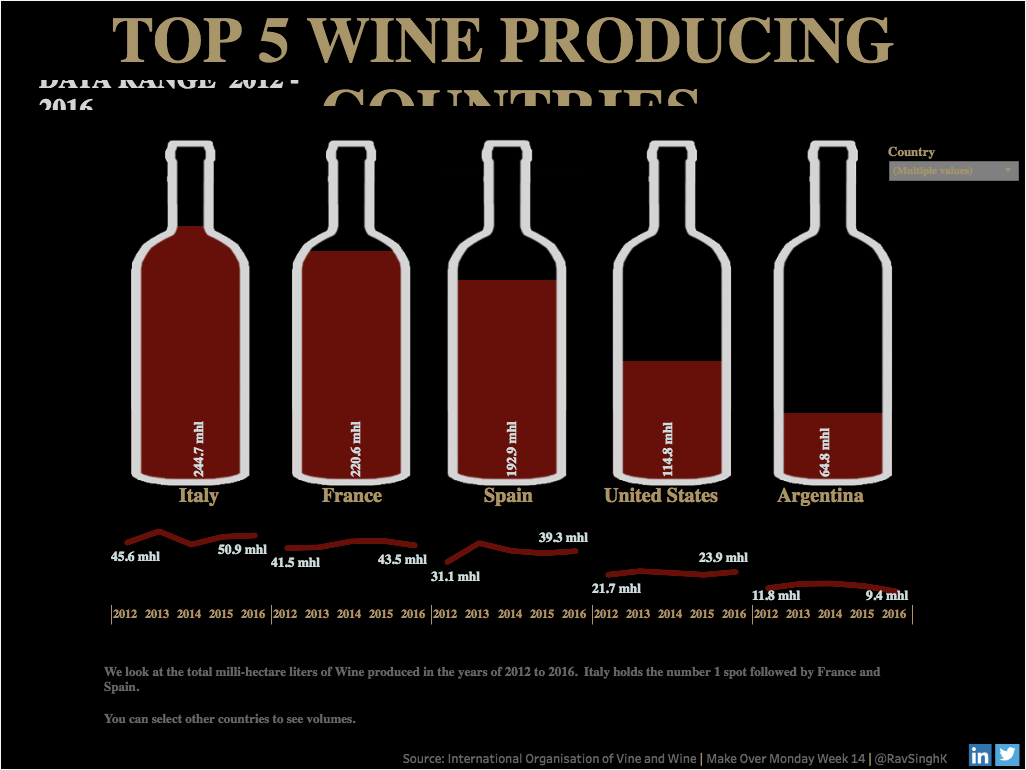 TOP 5 WINE PRODUCING
COUNTRIES
DATA RANGE 2012 -
2016
Country
(Multiple values)
244.7 mhl
220.6 mhl
192.9 mhl
114.8 mhl
64.8 mhl
Italy France Spain United States Argentina
45.6 mhl 50.9 mhl 41.5 mhl 43.5 mhl 31.1 mhl 39.3 mhl 21.7 mhl 23.9 mhl 11.8 mhl 9.4 mhl
2012 2013 2014 2015 2016 2012 2013 2014 2015 2016 2012 2013 2014 2015 2016 2012 2013 2014 2015 2016 2012 2013 2014 2015 2016
We look at the total milli-hectare liters of Wine produced in the years of 2012 to 2016. Italy holds the number 1 spot followed by France and
Spain.
You can select other countries to see volumes.
Source: International Organisation of Vine and Wine | Make Over Monday Week 14 | @RavSinghK
in